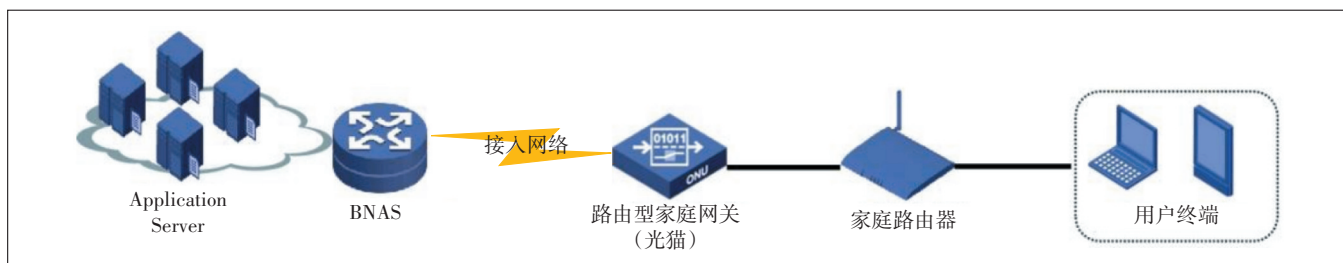 Application
Server
BNAS
接入网络
01011
ONU
路由型家庭网关
（光猫）
家庭路由器
用户终端